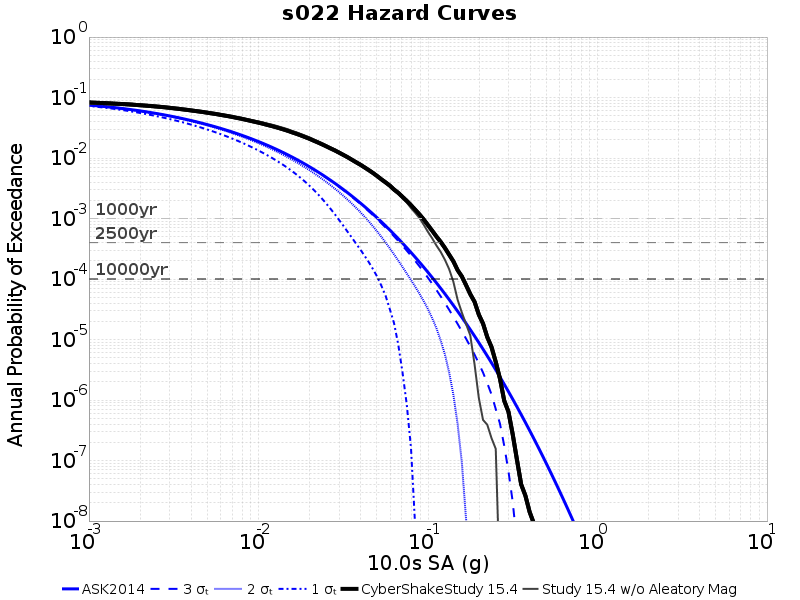 s022 Hazard Curves
Annual Probability of Exceedance
10^0
10^-1
10^-2
10^-3
10^-4
10^-5
10^-6
10^-7
10^-8
1000yr
2500yr
10000yr
10^-3 10^-2 10^-1 10^0 10^1
10.0s SA (g)
ASK2014 3 σₜ 2 σₜ 1 σₜ CyberShakeStudy 15.4 Study 15.4 w/o Aleatory Mag